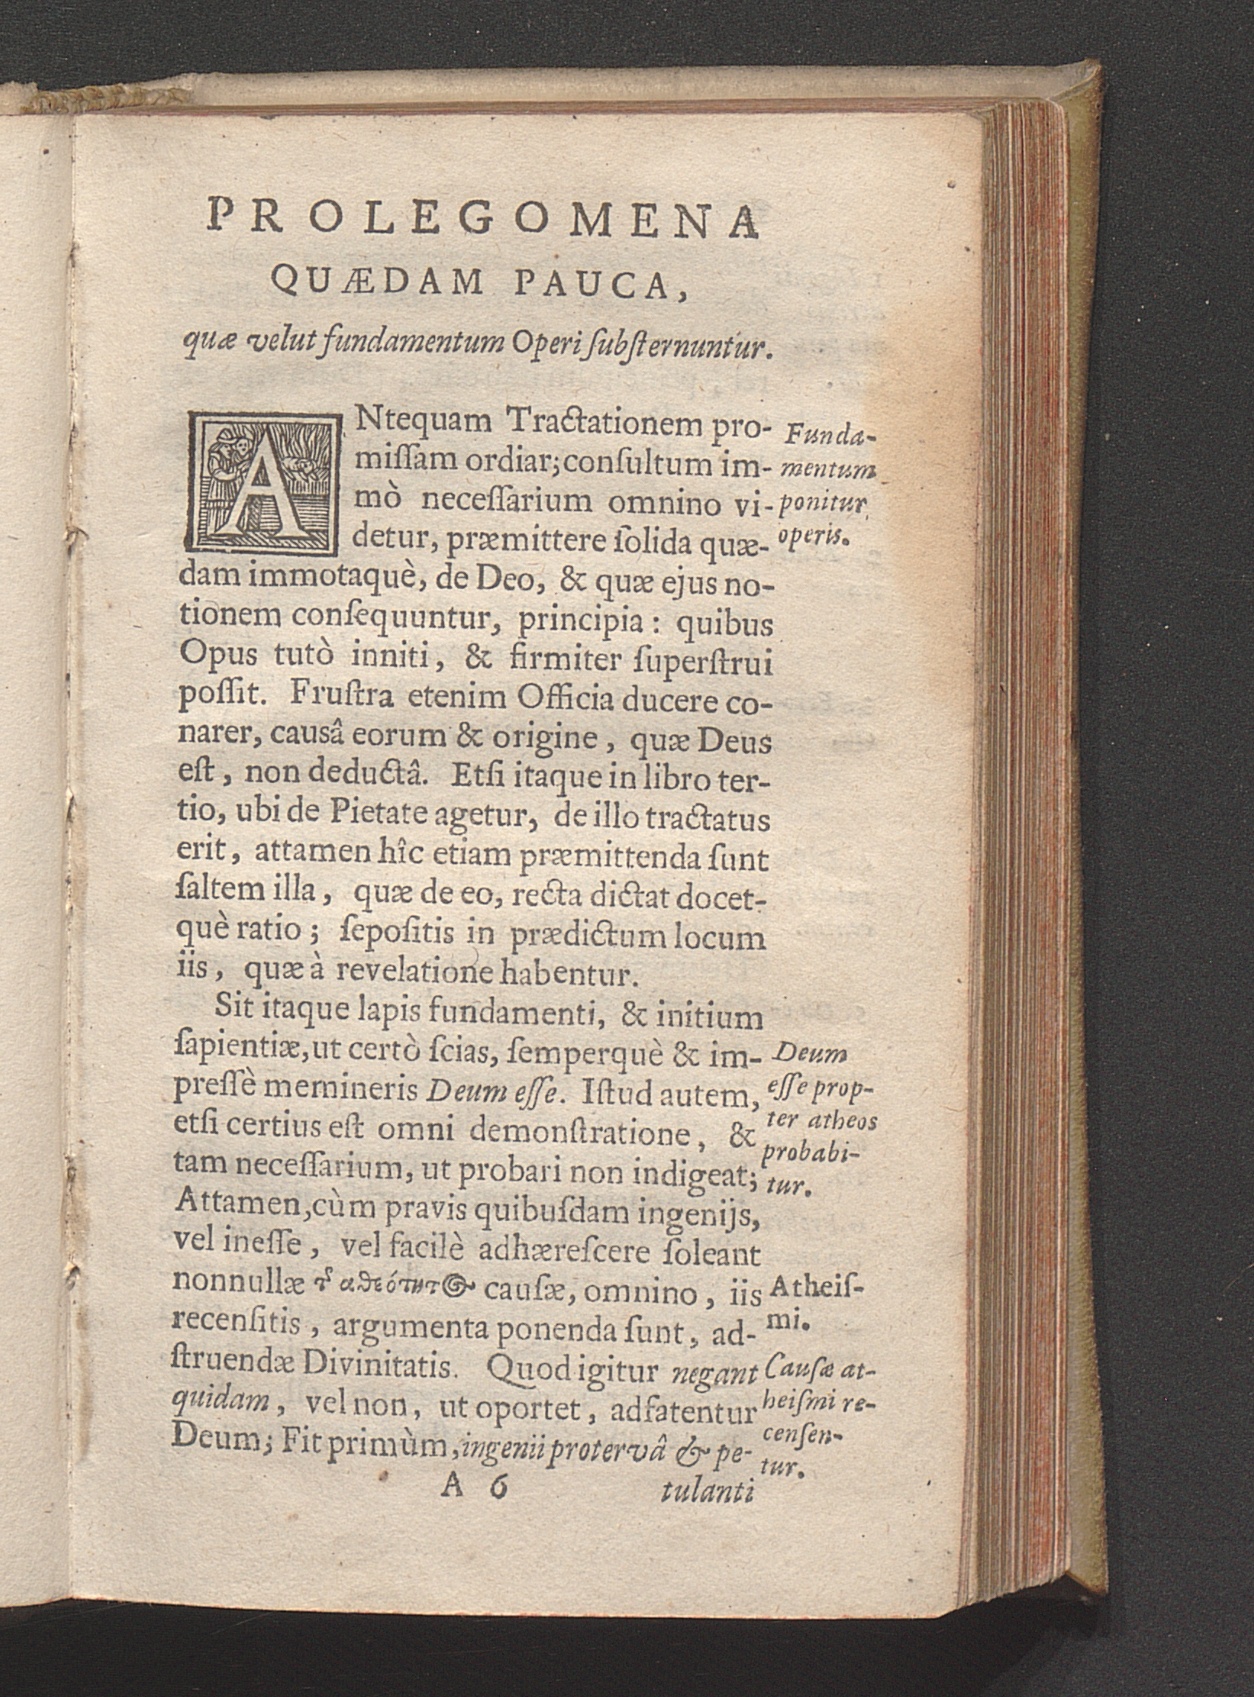 PROLEGOMENA
QUÆDAM PAUCA,
quæ velut fundamentum Operi ſubſternuntur.
ANtequam Tractationem pro-
miſſam ordiar; conſultum im-
mò neceſſarium omnino vi-
detur, præmittere ſolida quæ-
dam immotaquè, de Deo, & quæ ejus no-
tionem conſequuntur, principia: quibus
Opus tutò inniti, & firmiter ſuperſtrui
poſſit. Fruſtra etenim Officia ducere co-
narer, causâ eorum & origine, quæ Deus
eſt, non deductâ. Etſi itaque in libro ter-
tio, ubi de Pietate agetur, de illo tractatus
erit, attamen hîc etiam præmittenda ſunt
ſaltem illa, quæ de eo, recta dictat docet-
què ratio; ſepoſitis in prædictum locum
iis, quæ à revelatione habentur.
Sit itaque lapis fundamenti, & initium
ſapientiæ, ut certò ſcias, ſemperquè & im-
preſſè memineris Deum eſſe. Iſtud autem,
etſi certius eſt omni demonſtratione, &
tam neceſſarium, ut probari non indigeat;
Attamen, cùm pravis quibuſdam ingenijs,
vel ineſſe, vel facilè adhæreſcere ſoleant
nonnullæ causæ, omnino, iis
recenſitis, argumenta ponenda ſunt, ad-
ſtruendæ Divinitatis. Quod igitur negant
quidam, vel non, ut oportet, adfatentur
Deum; Fit primùm, ingenii protervâ & pe-
A 6
tulanti
Funda-
mentum
ponitur
operis.
Deum
eſſe prop-
ter atheos
probabi-
tur.
Atheiſ-
mi.
Cauſæ at-
heiſmi re-
cenſen-
tur.